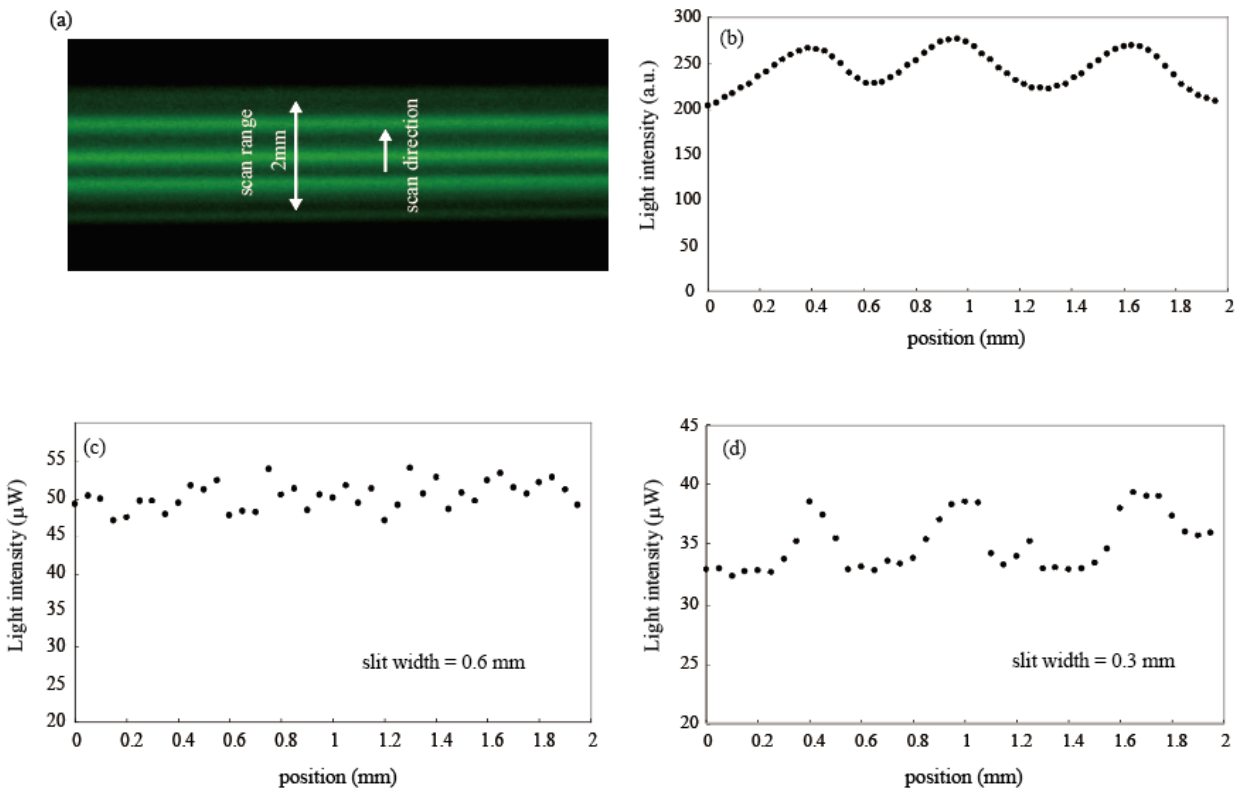 (a)
scan range
2mm
scan direction
(b)
Light intensity (a.u.)
300
250
200
150
100
50
0
0 0.2 0.4 0.6 0.8 1 1.2 1.4 1.6 1.8 2
position (mm)
(c)
Light intensity (μW)
55
50
45
40
35
30
25
20
slit width = 0.6 mm
0 0.2 0.4 0.6 0.8 1 1.2 1.4 1.6 1.8 2
position (mm)
(d)
Light intensity (μW)
45
40
35
30
25
20
slit width = 0.3 mm
0 0.2 0.4 0.6 0.8 1 1.2 1.4 1.6 1.8 2
position (mm)